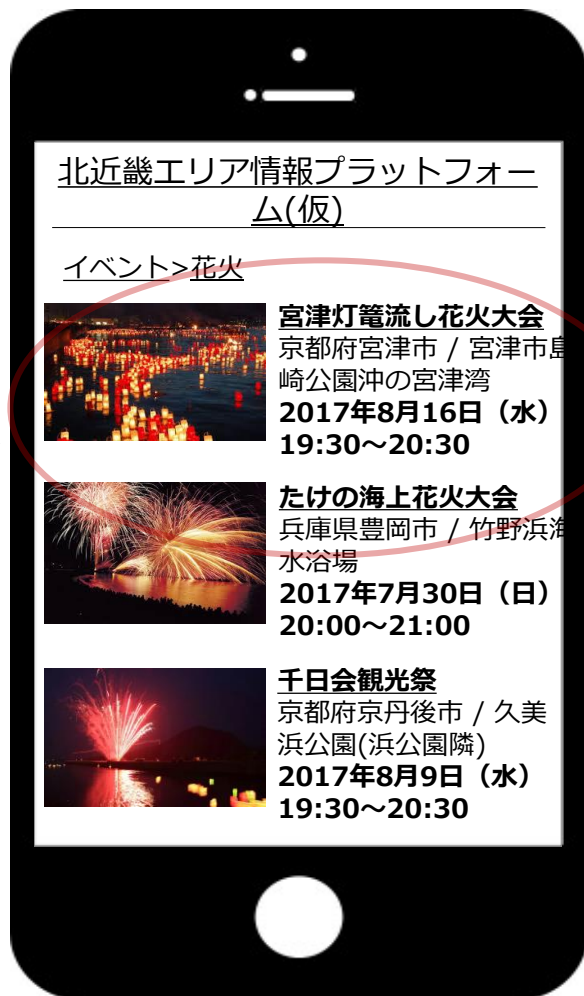 北近畿エリア情報プラットフォー
ム(仮)
イベント>花火
宮津灯篭流し花火大会
京都府宮津市 / 宮津市島
崎公園沖の宮津湾
2017年8月16日（水）
19:30～20:30
たけの海上花火大会
兵庫県豊岡市 / 竹野浜海
水浴場
2017年7月30日（日）
20:00～21:00
千日会観光祭
京都府京丹後市 / 久美
浜公園(浜公園隣)
2017年8月9日（水）
19:30～20:30